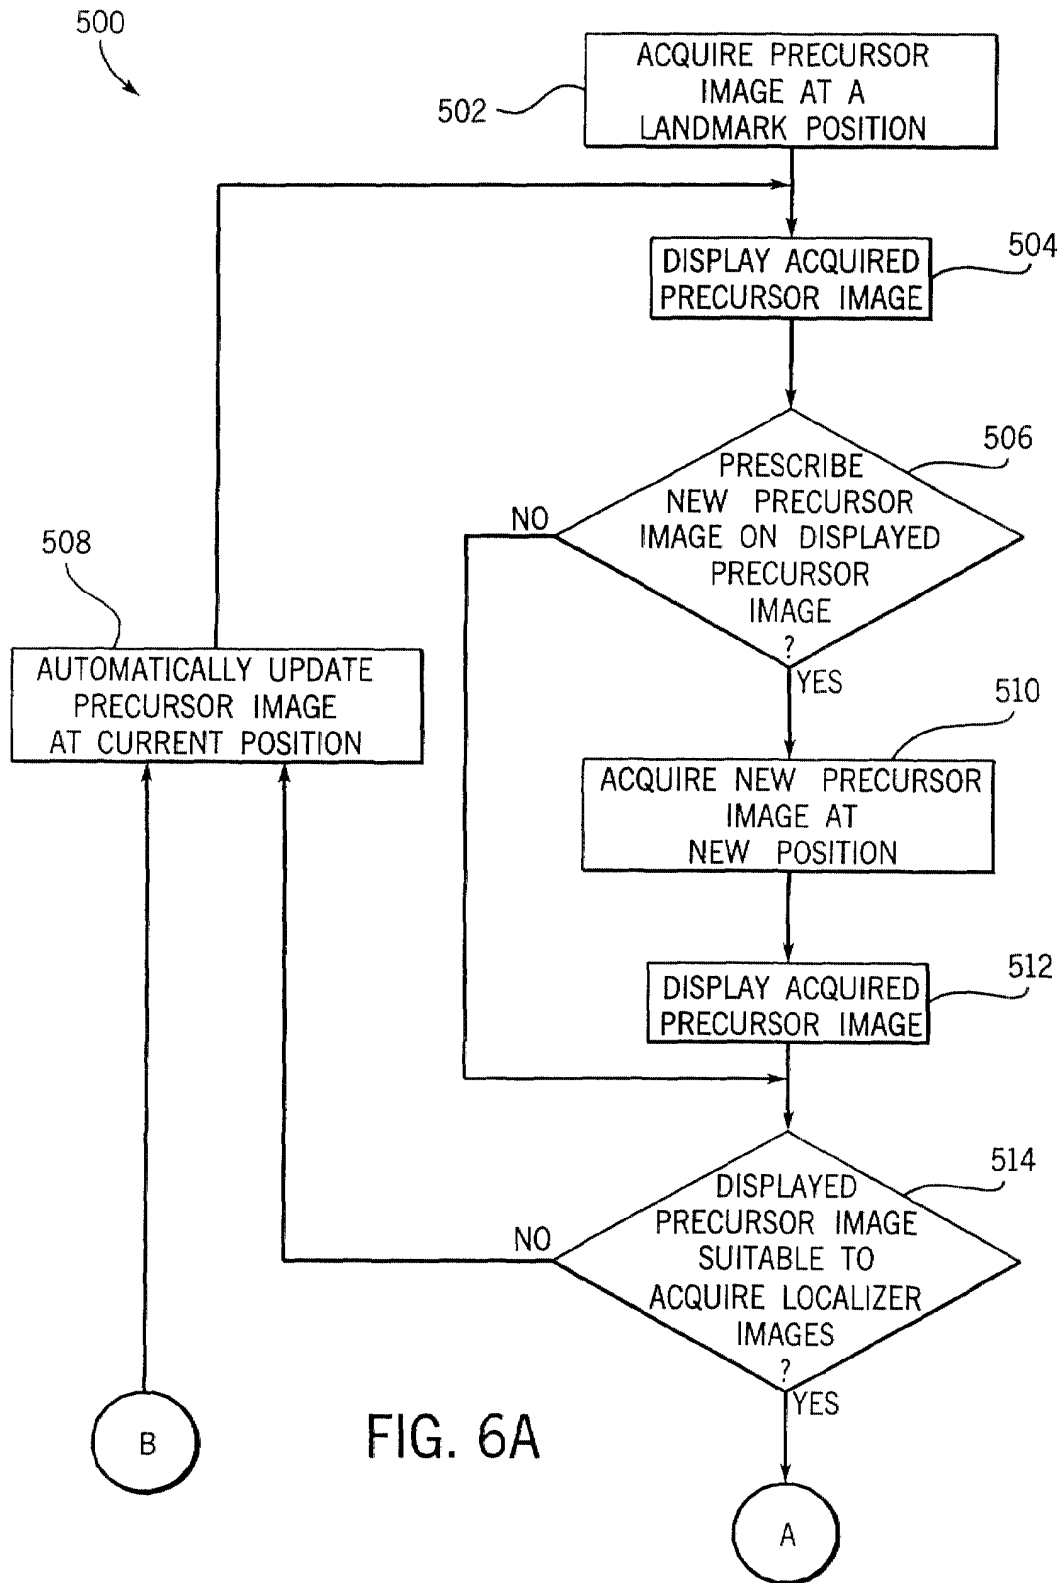 500
ACQUIRE PRECURSOR
IMAGE AT A
LANDMARK POSITION
502
DISPLAY ACQUIRED
PRECURSOR IMAGE
504
PRESCRIBE
NEW PRECURSOR
IMAGE ON DISPLAYED
PRECURSOR
IMAGE
?
506
NO
YES
508
AUTOMATICALLY UPDATE
PRECURSOR IMAGE
AT CURRENT POSITION
510
ACQUIRE NEW PRECURSOR
IMAGE AT
NEW POSITION
512
DISPLAY ACQUIRED
PRECURSOR IMAGE
514
DISPLAYED
PRECURSOR IMAGE
SUITABLE TO
ACQUIRE LOCALIZER
IMAGES
?
NO
YES
B
FIG. 6A
A